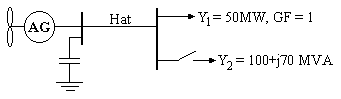 Hat
Y1 = 50MW, GF = 1
AG
Y2 = 100+j70 MVA